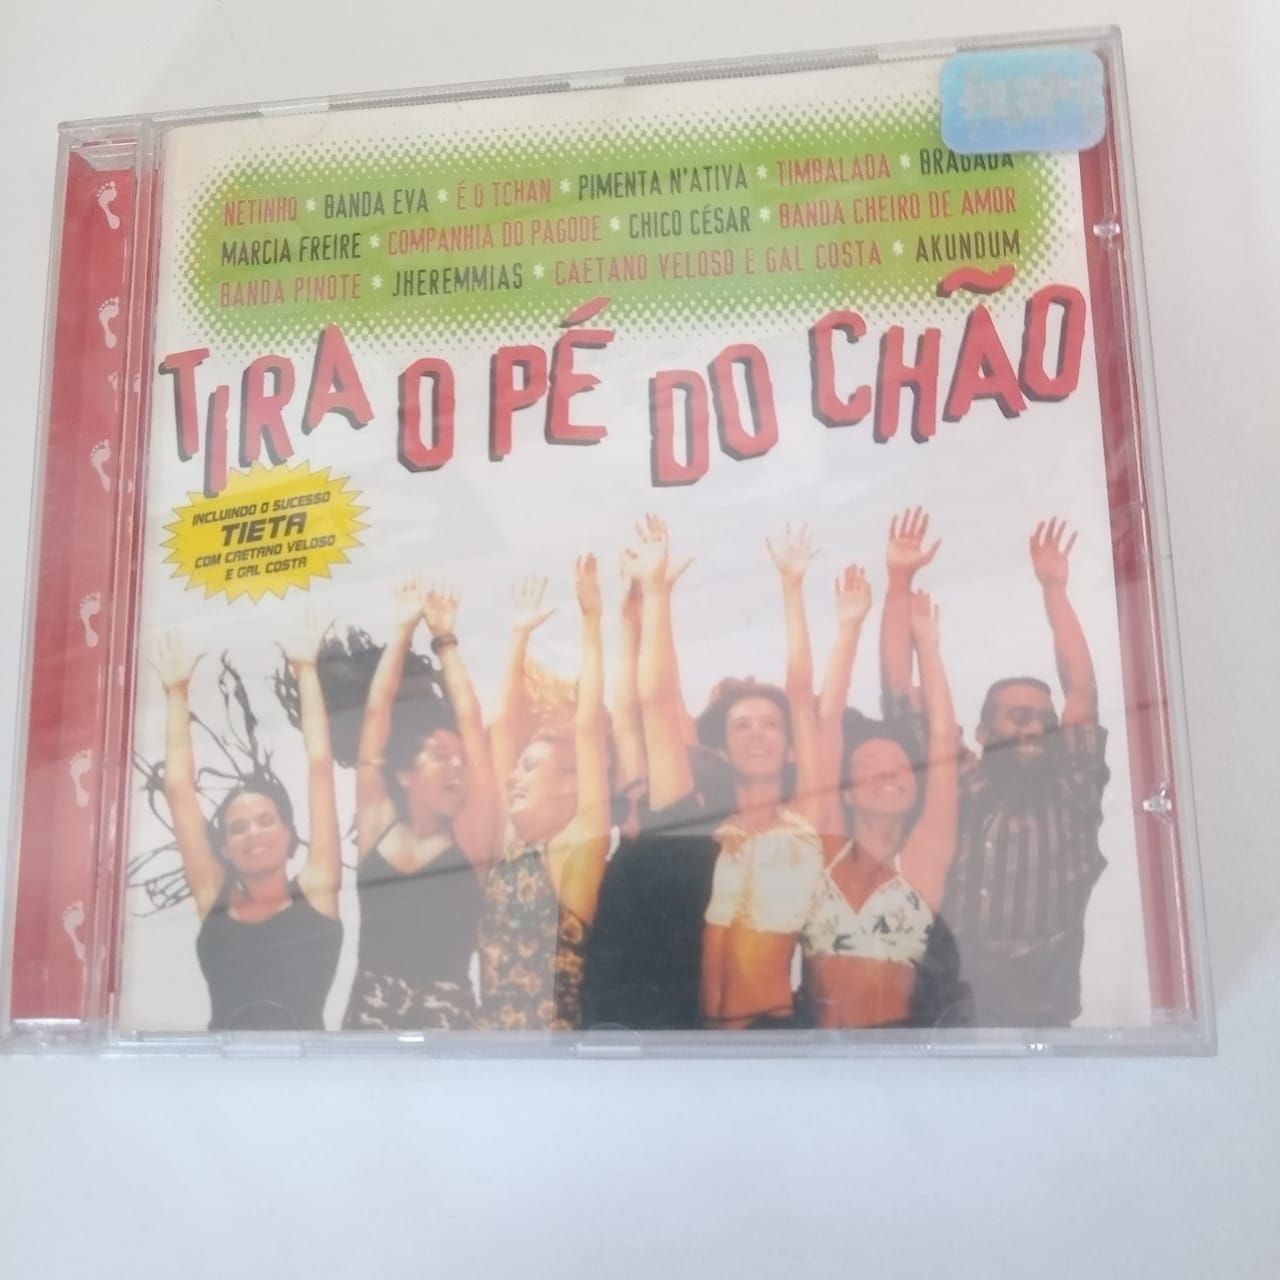 NETINHO * BANDA EVA * É O TCHAN * PIMENTA N'ATIVA * TIMBALADA * BRAGADÁ
MARCIA FREIRE * COMPANHIA DO PAGODE * CHICO CÉSAR * BANDA CHEIRO DE AMOR
BANDA PINOTE * JHEREMMIAS * CAETANO VELOSO E GAL COSTA * AKUNDUM
TIRA O PÉ DO CHÃO
INCLUINDO O SUCESSO
TIETA
COM CAETANO VELOSO
E GAL COSTA